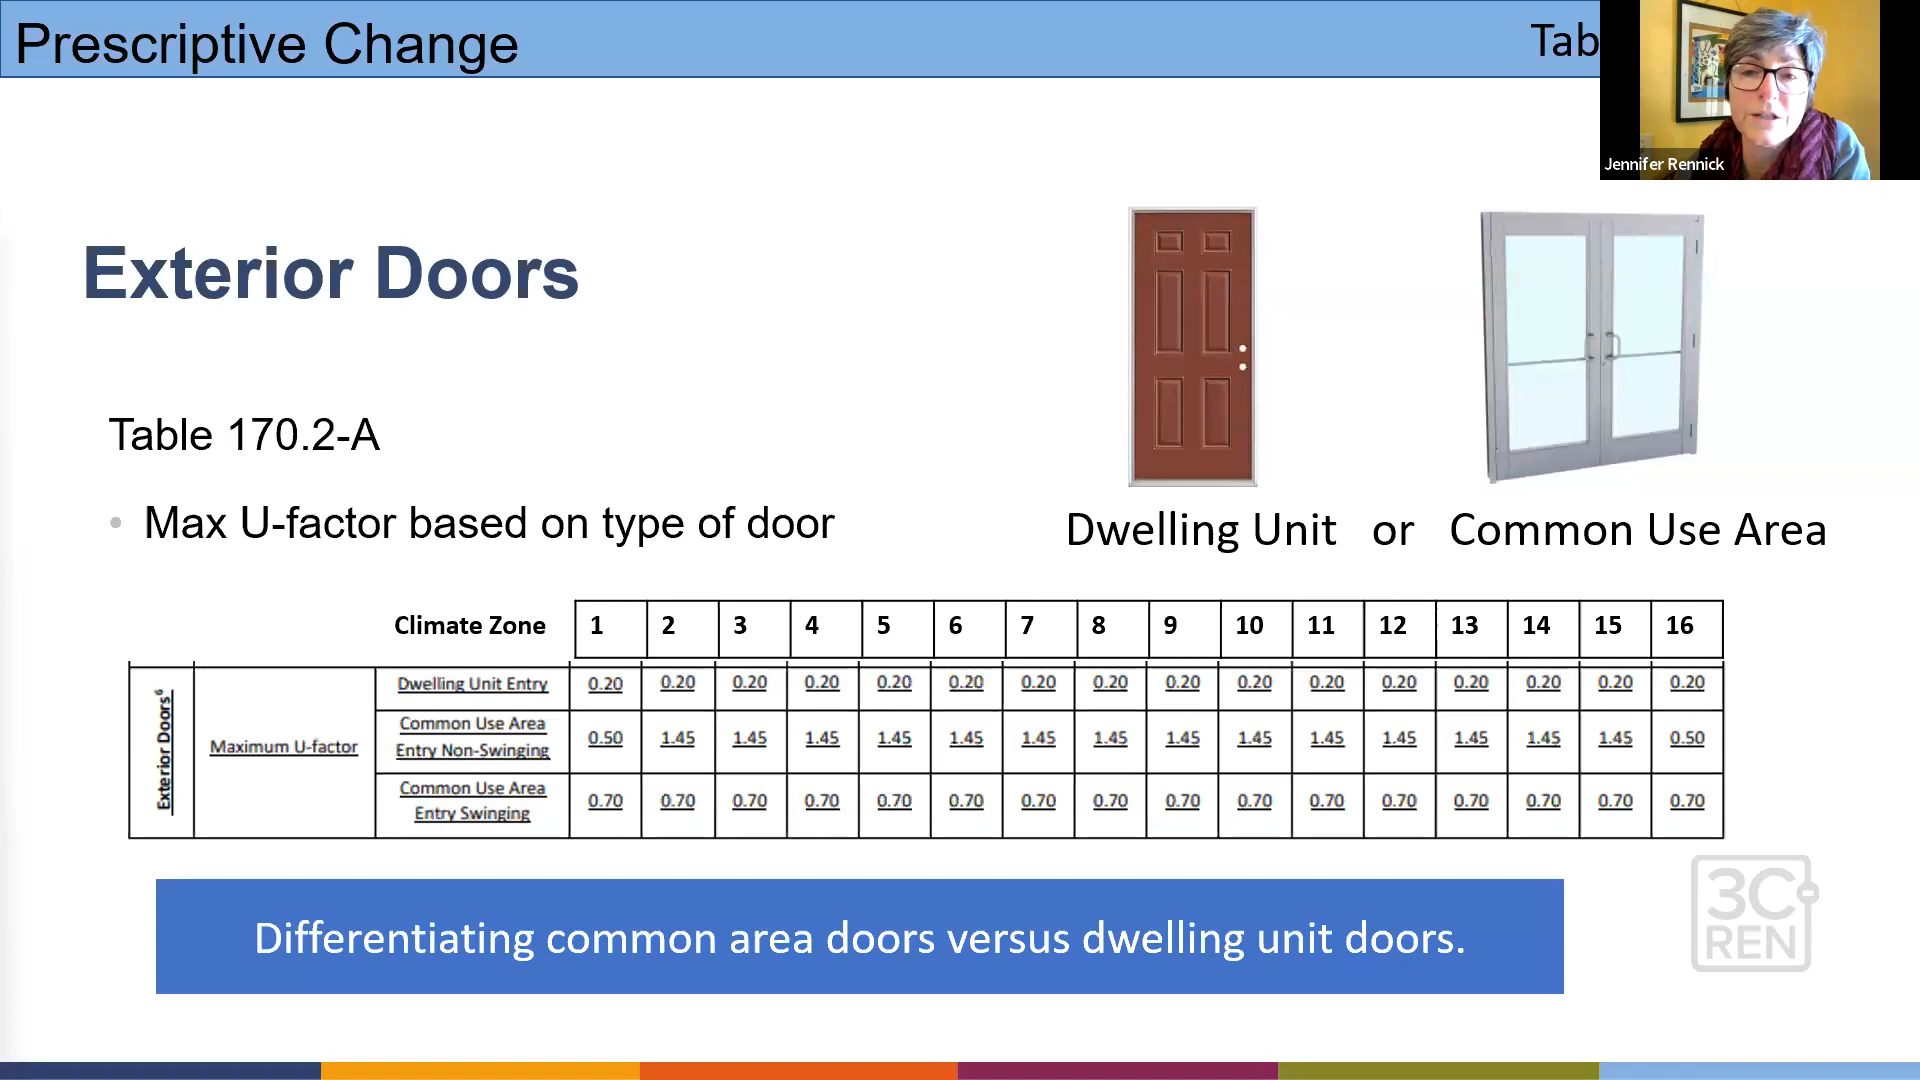 Prescriptive Change
Tab
Jennifer Rennick
Exterior Doors
Table 170.2-A
• Max U-factor based on type of door
Dwelling Unit or Common Use Area
Climate Zone 1 2 3 4 5 6 7 8 9 10 11 12 13 14 15 16
Exterior Doors⁶
Maximum U-factor
Dwelling Unit Entry 0.20 0.20 0.20 0.20 0.20 0.20 0.20 0.20 0.20 0.20 0.20 0.20 0.20 0.20 0.20 0.20
Common Use Area
Entry Non-Swinging 0.50 1.45 1.45 1.45 1.45 1.45 1.45 1.45 1.45 1.45 1.45 1.45 1.45 1.45 1.45 0.50
Common Use Area
Entry Swinging 0.70 0.70 0.70 0.70 0.70 0.70 0.70 0.70 0.70 0.70 0.70 0.70 0.70 0.70 0.70 0.70
Differentiating common area doors versus dwelling unit doors.
3C
REN